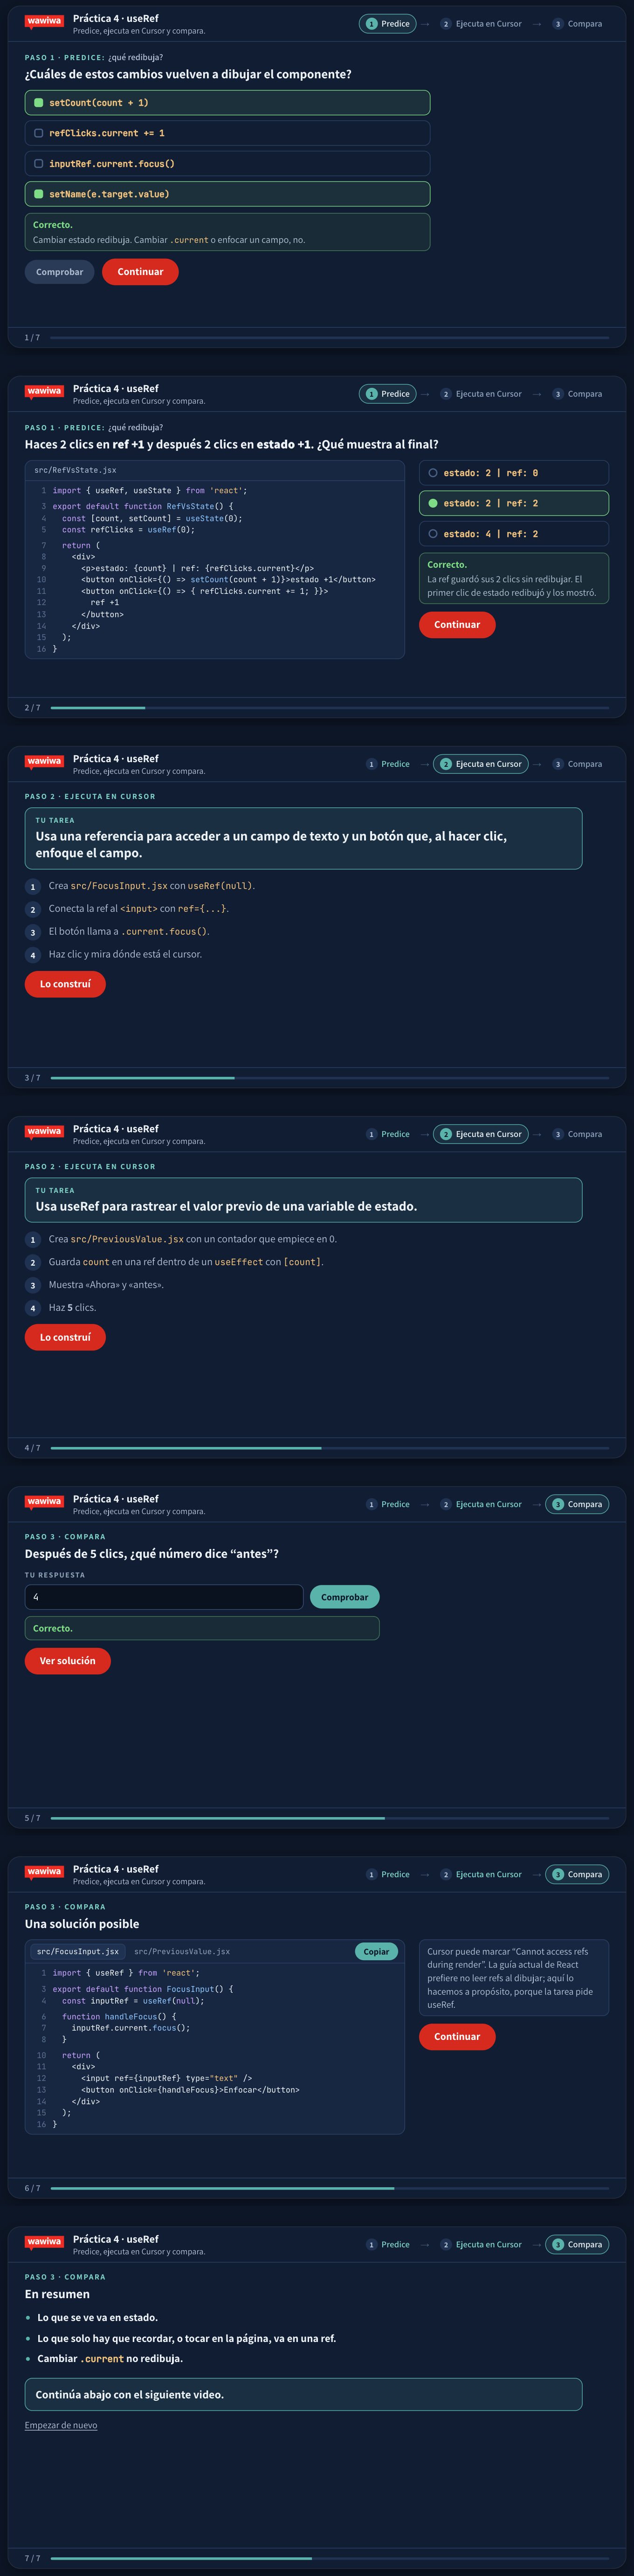 wawiwa
Práctica 4 · useRef
Predice, ejecuta en Cursor y compara.
1 Predice → 2 Ejecuta en Cursor → 3 Compara
PASO 1 · PREDICE: ¿qué redibuja?
¿Cuáles de estos cambios vuelven a dibujar el componente?
setCount(count + 1)
refClicks.current += 1
inputRef.current.focus()
setName(e.target.value)
Correcto.
Cambiar estado redibuja. Cambiar .current o enfocar un campo, no.
Comprobar
Continuar
1 / 7
wawiwa
Práctica 4 · useRef
Predice, ejecuta en Cursor y compara.
1 Predice → 2 Ejecuta en Cursor → 3 Compara
PASO 1 · PREDICE: ¿qué redibuja?
Haces 2 clics en ref +1 y después 2 clics en estado +1. ¿Qué muestra al final?
src/RefVsState.jsx
1 import { useRef, useState } from 'react';
3 export default function RefVsState() {
4 const [count, setCount] = useState(0);
5 const refClicks = useRef(0);
7 return (
8 <div>
9 <p>estado: {count} | ref: {refClicks.current}</p>
10 <button onClick={() => setCount(count + 1)}>estado +1</button>
11 <button onClick={() => { refClicks.current += 1; }}>
12 ref +1
13 </button>
14 </div>
15 );
16 }
estado: 2 | ref: 0
estado: 2 | ref: 2
estado: 4 | ref: 2
Correcto.
La ref guardó sus 2 clics sin redibujar. El
primer clic de estado redibujó y los mostró.
Continuar
2 / 7
wawiwa
Práctica 4 · useRef
Predice, ejecuta en Cursor y compara.
1 Predice → 2 Ejecuta en Cursor → 3 Compara
PASO 2 · EJECUTA EN CURSOR
TU TAREA
Usa una referencia para acceder a un campo de texto y un botón que, al hacer clic,
enfoque el campo.
1 Crea src/FocusInput.jsx con useRef(null).
2 Conecta la ref al <input> con ref={...}.
3 El botón llama a .current.focus().
4 Haz clic y mira dónde está el cursor.
Lo construí
3 / 7
wawiwa
Práctica 4 · useRef
Predice, ejecuta en Cursor y compara.
1 Predice → 2 Ejecuta en Cursor → 3 Compara
PASO 2 · EJECUTA EN CURSOR
TU TAREA
Usa useRef para rastrear el valor previo de una variable de estado.
1 Crea src/PreviousValue.jsx con un contador que empiece en 0.
2 Guarda count en una ref dentro de un useEffect con [count].
3 Muestra «Ahora» y «antes».
4 Haz 5 clics.
Lo construí
4 / 7
wawiwa
Práctica 4 · useRef
Predice, ejecuta en Cursor y compara.
1 Predice → 2 Ejecuta en Cursor → 3 Compara
PASO 3 · COMPARA
Después de 5 clics, ¿qué número dice “antes”?
TU RESPUESTA
4
Comprobar
Correcto.
Ver solución
5 / 7
wawiwa
Práctica 4 · useRef
Predice, ejecuta en Cursor y compara.
1 Predice → 2 Ejecuta en Cursor → 3 Compara
PASO 3 · COMPARA
Una solución posible
src/FocusInput.jsx src/PreviousValue.jsx Copiar
1 import { useRef } from 'react';
3 export default function FocusInput() {
4 const inputRef = useRef(null);
6 function handleFocus() {
7 inputRef.current.focus();
8 }
10 return (
11 <div>
12 <input ref={inputRef} type="text" />
13 <button onClick={handleFocus}>Enfocar</button>
14 </div>
15 );
16 }
Cursor puede marcar “Cannot access refs
during render”. La guía actual de React
prefiere no leer refs al dibujar; aquí lo
hacemos a propósito, porque la tarea pide
useRef.
Continuar
6 / 7
wawiwa
Práctica 4 · useRef
Predice, ejecuta en Cursor y compara.
1 Predice → 2 Ejecuta en Cursor → 3 Compara
PASO 3 · COMPARA
En resumen
• Lo que se ve va en estado.
• Lo que solo hay que recordar, o tocar en la página, va en una ref.
• Cambiar .current no redibuja.
Continúa abajo con el siguiente video.
Empezar de nuevo
7 / 7